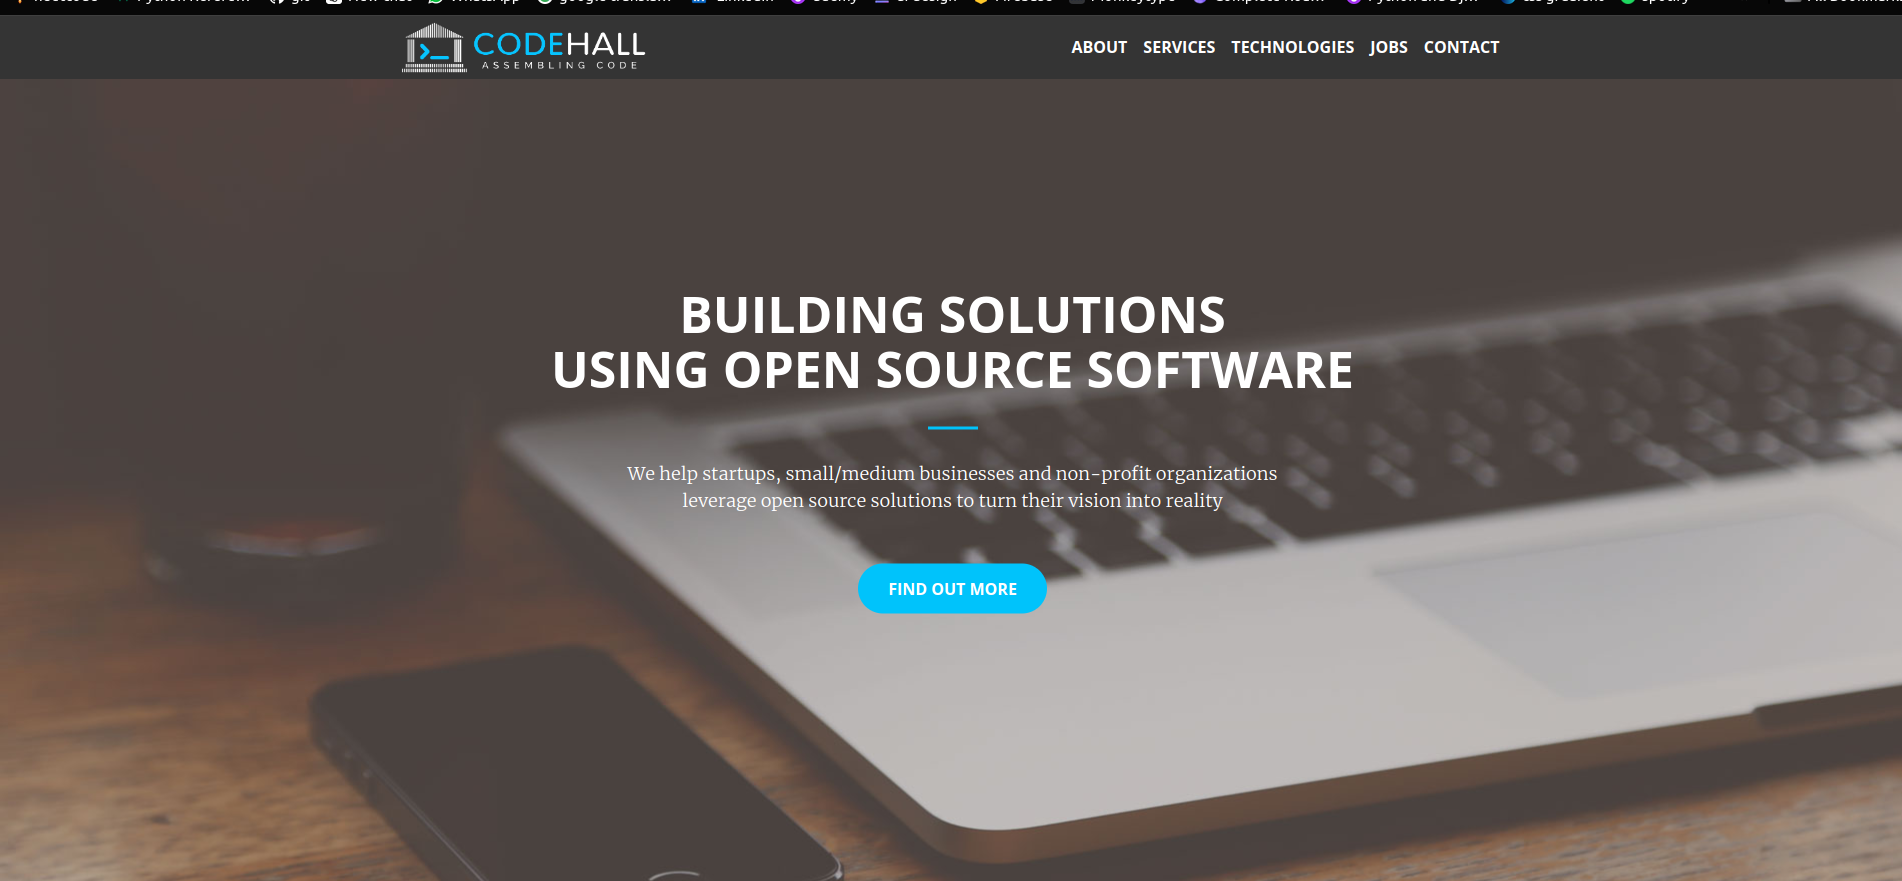 CODEHALL
ASSEMBLING CODE
ABOUT SERVICES TECHNOLOGIES JOBS CONTACT
BUILDING SOLUTIONS
USING OPEN SOURCE SOFTWARE
We help startups, small/medium businesses and non-profit organizations
leverage open source solutions to turn their vision into reality
FIND OUT MORE